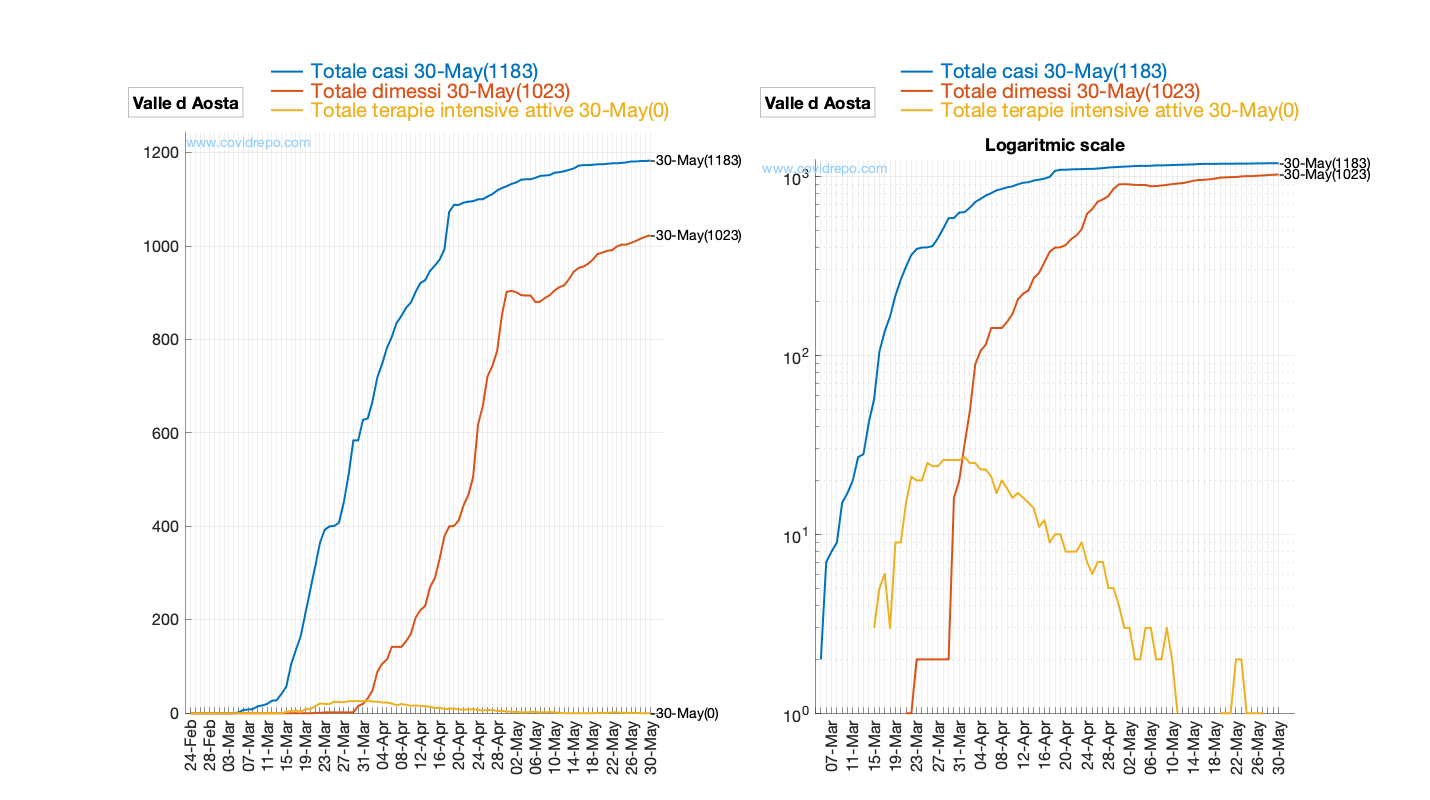 Totale casi 30-May(1183)
Totale dimessi 30-May(1023)
Totale terapie intensive attive 30-May(0)
Valle d Aosta
www.covidrepo.com
1200
1000
800
600
400
200
0
30-May(1183)
30-May(1023)
30-May(0)
24-Feb
28-Feb
03-Mar
07-Mar
11-Mar
15-Mar
19-Mar
23-Mar
27-Mar
31-Mar
04-Apr
08-Apr
12-Apr
16-Apr
20-Apr
24-Apr
28-Apr
02-May
06-May
10-May
14-May
18-May
22-May
26-May
30-May
Totale casi 30-May(1183)
Totale dimessi 30-May(1023)
Totale terapie intensive attive 30-May(0)
Valle d Aosta
Logaritmic scale
www.covidrepo.com
10^3
10^2
10^1
10^0
30-May(1183)
30-May(1023)
07-Mar
11-Mar
15-Mar
19-Mar
23-Mar
27-Mar
31-Mar
04-Apr
08-Apr
12-Apr
16-Apr
20-Apr
24-Apr
28-Apr
02-May
06-May
10-May
14-May
18-May
22-May
26-May
30-May